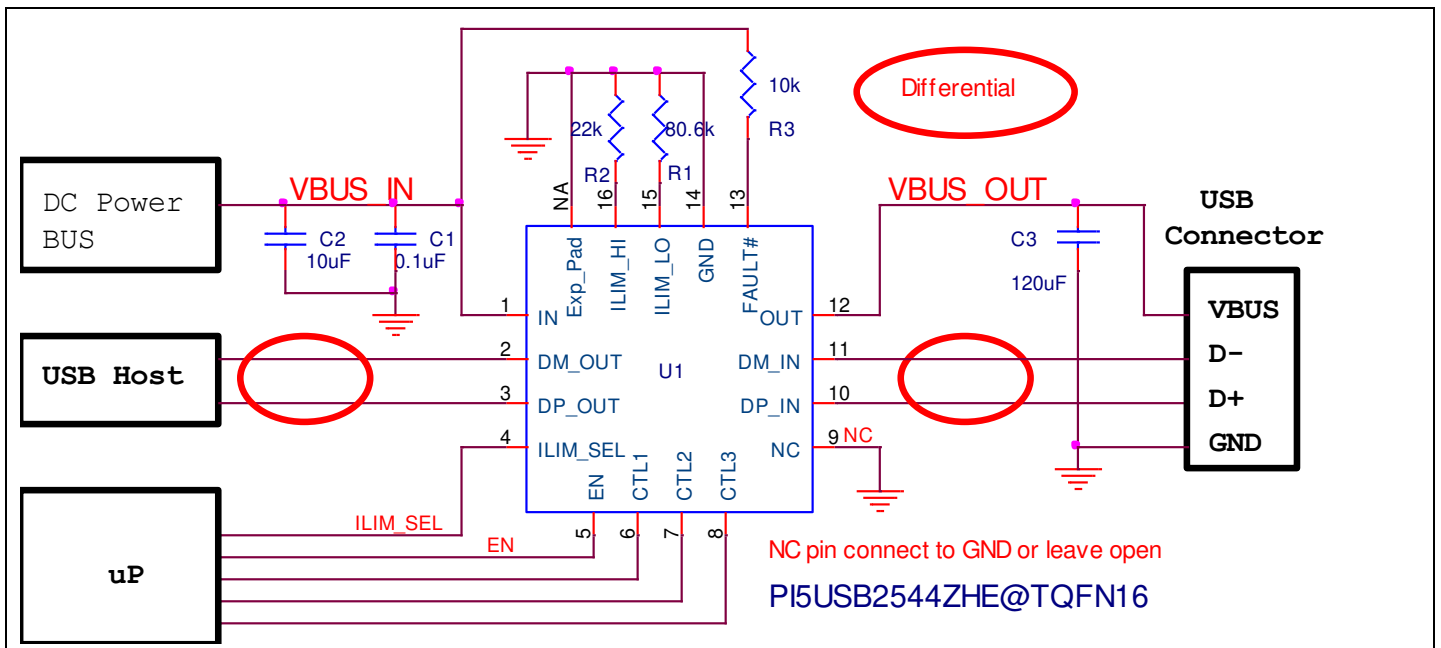 Differential
10k
R3
22k
80.6k
R2
R1
DC Power
BUS
VBUS_IN
C2
10uF
C1
0.1uF
NA
16
15
14
13
VBUS_OUT
C3
120uF
USB
Connector
Exp_Pad
ILIM_HI
ILIM_LO
GND
FAULT#
1
IN
OUT
12
VBUS
USB Host
2
DM_OUT
U1
DM_IN
11
D-
3
DP_OUT
DP_IN
10
D+
4
ILIM_SEL
NC
9
NC
GND
EN
CTL1
CTL2
CTL3
uP
ILIM_SEL
EN
5
6
7
8
NC pin connect to GND or leave open
PI5USB2544ZHE@TQFN16